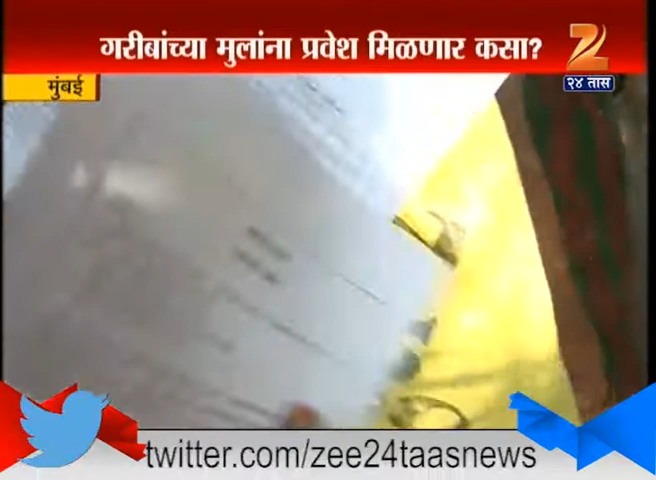 गरीबांच्या मुलांना प्रवेश मिळणार कसा?
२४ तास
मुंबई
twitter.com/zee24taasnews